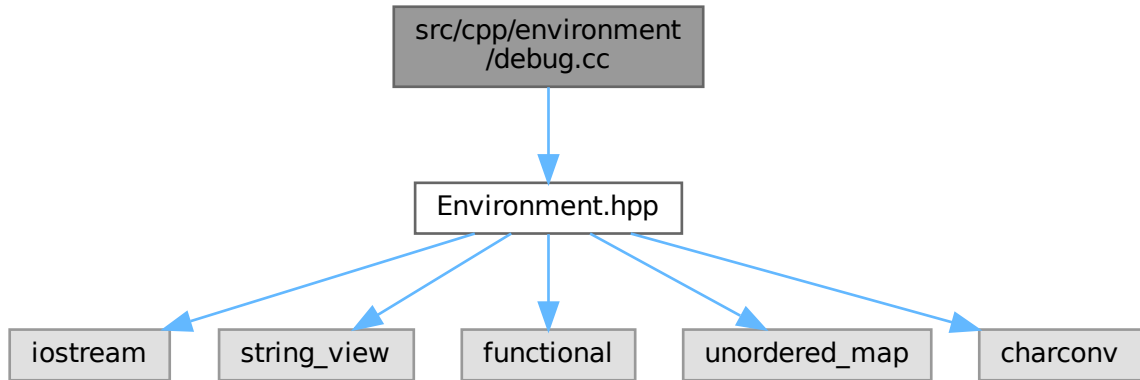 src/cpp/environment
/debug.cc
Environment.hpp
iostream
string_view
functional
unordered_map
charconv